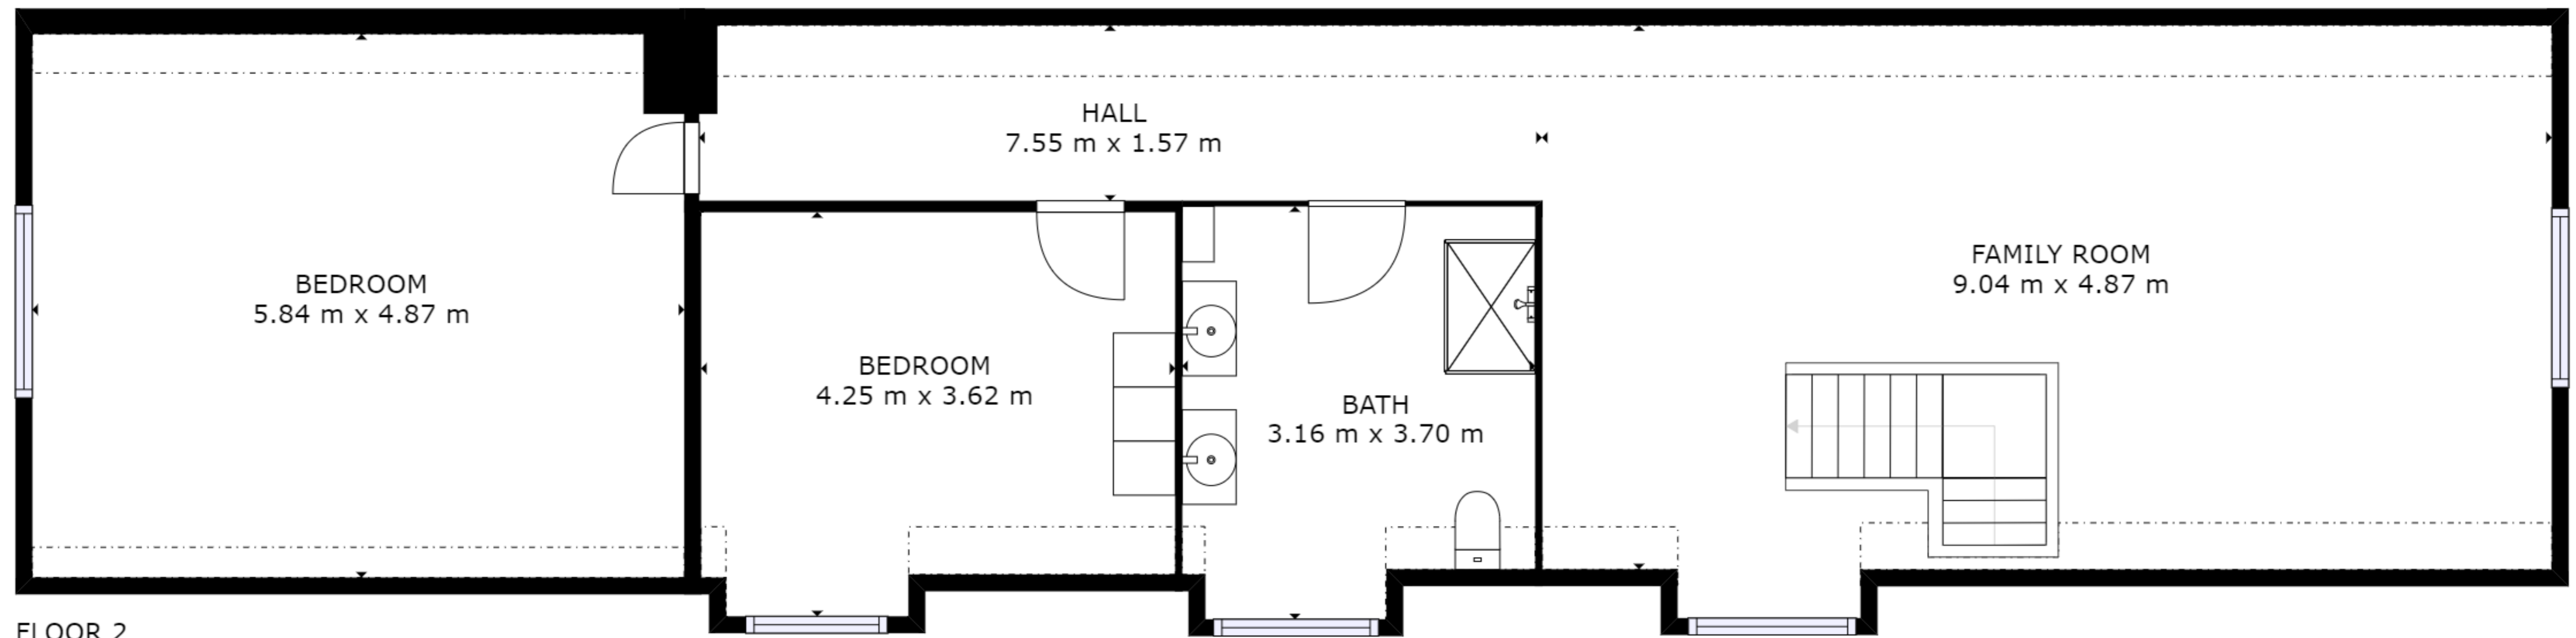 HALL
7.55 m x 1.57 m
FAMILY ROOM
9.04 m x 4.87 m
BEDROOM
5.84 m x 4.87 m
BEDROOM
4.25 m x 3.62 m
BATH
3.16 m x 3.70 m
FLOOR 2